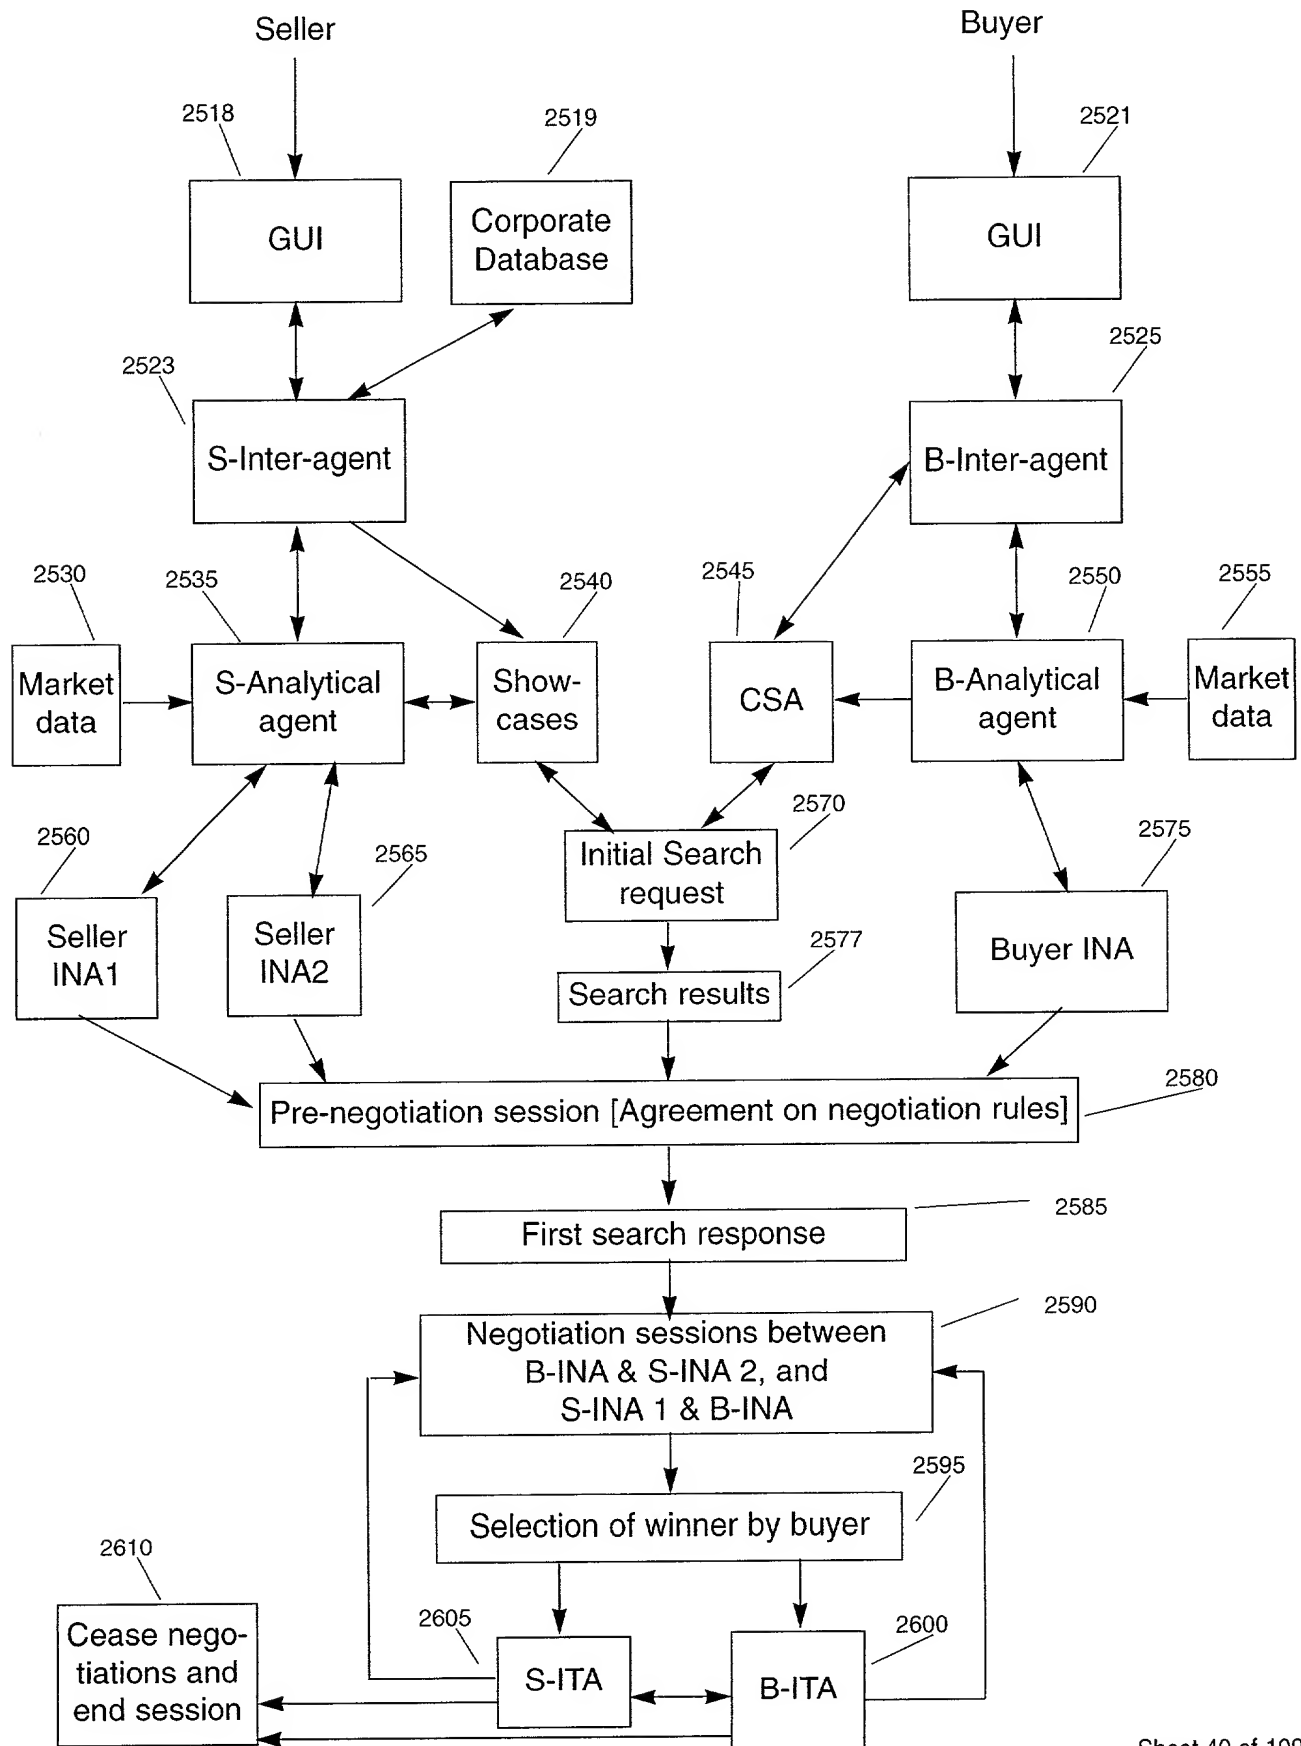 Seller
Buyer
2518
2519
2521
GUI
Corporate
Database
GUI
2523
2525
S-Inter-agent
B-Inter-agent
2530
2535
2540
2545
2550
2555
Market
data
S-Analytical
agent
Show-
cases
CSA
B-Analytical
agent
Market
data
2560
2565
2570
2575
Seller
INA1
Seller
INA2
Initial Search
request
Buyer INA
2577
Search results
2580
Pre-negotiation session [Agreement on negotiation rules]
2585
First search response
2590
Negotiation sessions between
B-INA & S-INA 2, and
S-INA 1 & B-INA
2595
Selection of winner by buyer
2610
2605
2600
Cease nego-
tiations and
end session
S-ITA
B-ITA
Sheet 40 of 109